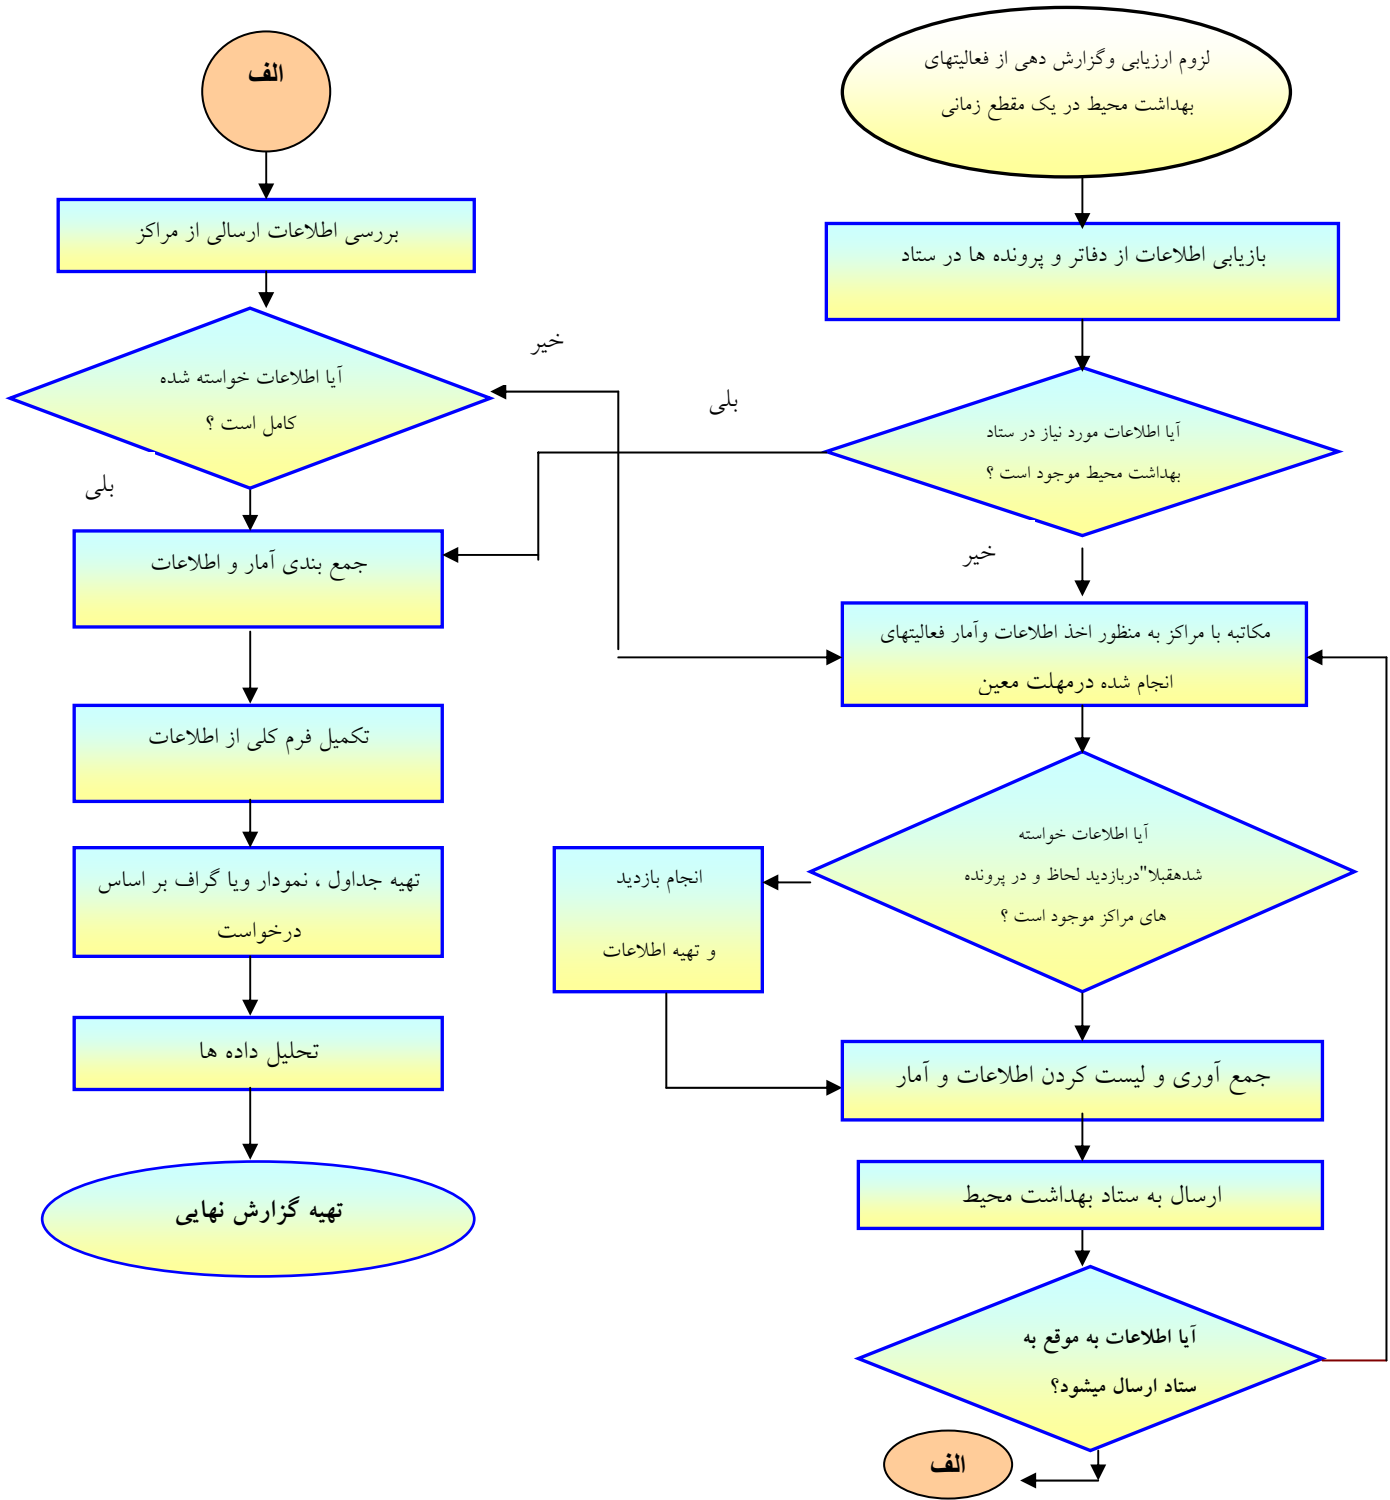 لزوم ارزیابی وگزارش دهی از فعالیتهای
بهداشت محیط در یک مقطع زمانی
بازیابی اطلاعات از دفاتر و پرونده ها در ستاد
آیا اطلاعات مورد نیاز در ستاد
بهداشت محیط موجود است ؟
بلی
خیر
مکاتبه با مراکز به منظور اخذ اطلاعات وآمار فعالیتهای
انجام شده درمهلت معین
آیا اطلاعات خواسته
شدهقبلا"دربازدید لحاظ و در پرونده
های مراکز موجود است ؟
انجام بازدید
و تهیه اطلاعات
جمع آوری و لیست کردن اطلاعات و آمار
ارسال به ستاد بهداشت محیط
آیا اطلاعات به موقع به
ستاد ارسال میشود؟
الف
الف
بررسی اطلاعات ارسالی از مراکز
آیا اطلاعات خواسته شده
کامل است ؟
خیر
بلی
جمع بندی آمار و اطلاعات
تکمیل فرم کلی از اطلاعات
تهیه جداول ، نمودار ویا گراف بر اساس
درخواست
تحلیل داده ها
تهیه گزارش نهایی